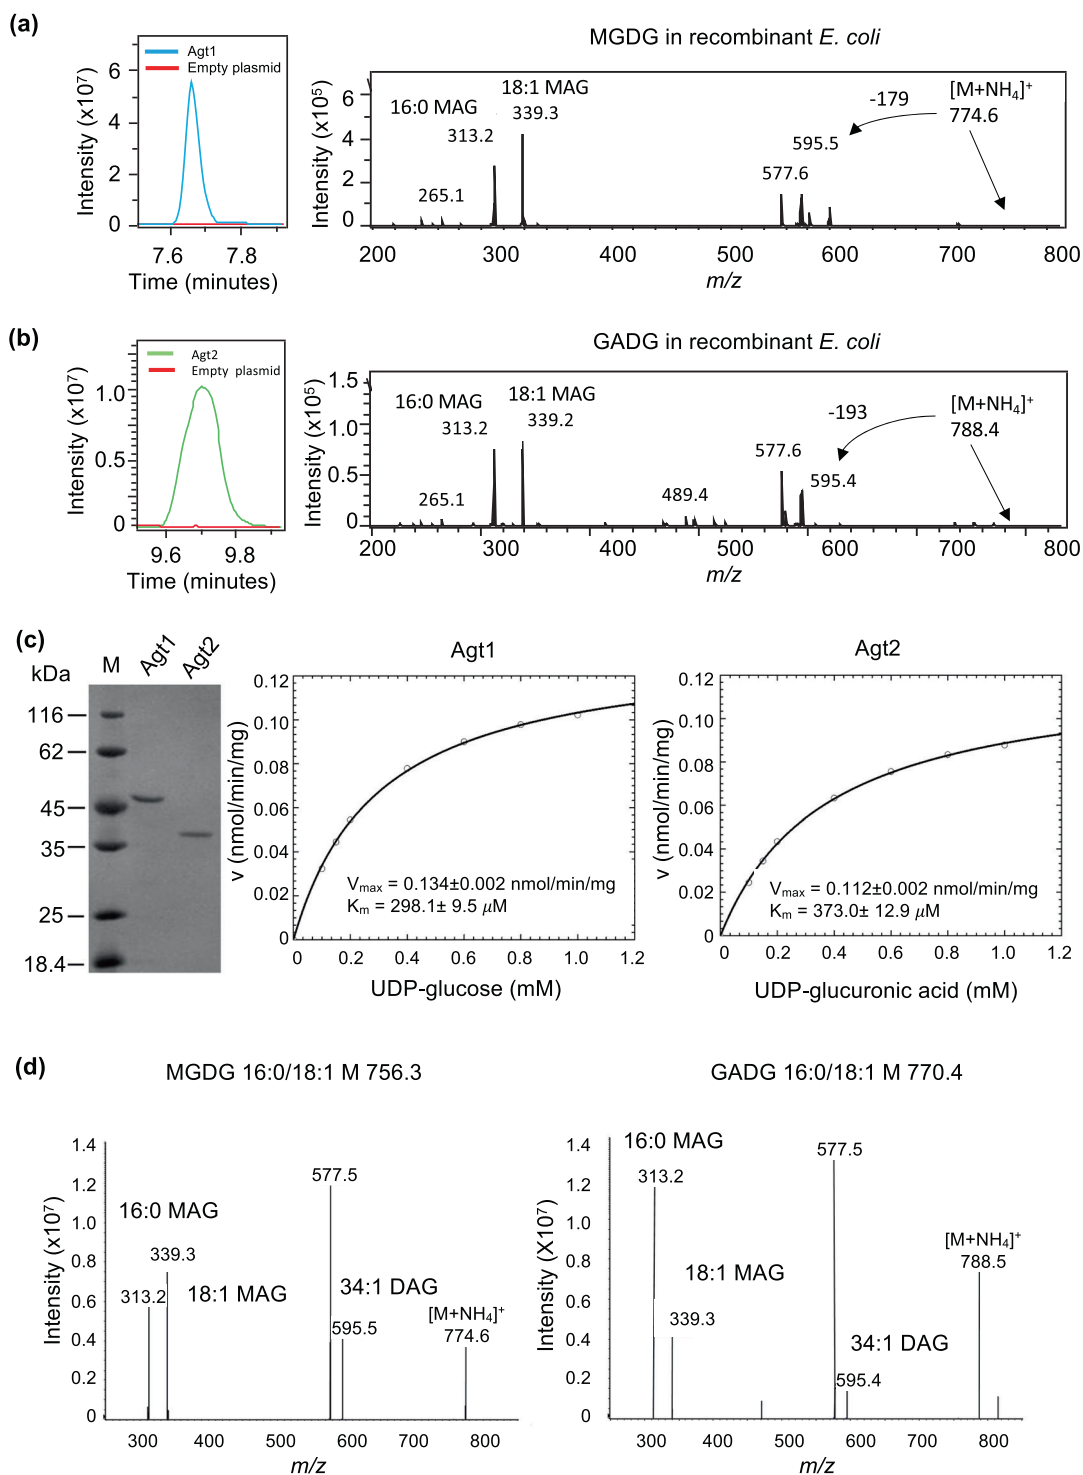 (a)
MGDG in recombinant E. coli
Agt1
Empty plasmid
Intensity (x10⁷)
6
4
2
0
7.6 7.8
Time (minutes)
Intensity (x10⁵)
6
4
2
0
16:0 MAG
313.2
18:1 MAG
339.3
265.1
577.6
595.5
-179
[M+NH₄]⁺
774.6
200 300 400 500 600 700 800
m/z
(b)
GADG in recombinant E. coli
Agt2
Empty plasmid
Intensity (x10⁷)
1.0
0.5
0
9.6 9.8
Time (minutes)
Intensity (x10⁵)
1.5
1.0
0.5
0
16:0 MAG
313.2
18:1 MAG
339.2
265.1
489.4
577.6
595.4
-193
[M+NH₄]⁺
788.4
200 300 400 500 600 700 800
m/z
(c)
kDa
M Agt1 Agt2
116
62
45
35
25
18.4
Agt1
v (nmol/min/mg)
0.12
0.10
0.08
0.06
0.04
0.02
0
Vmax = 0.134±0.002 nmol/min/mg
Km = 298.1± 9.5 μM
0 0.2 0.4 0.6 0.8 1.0 1.2
UDP-glucose (mM)
Agt2
v (nmol/min/mg)
0.12
0.10
0.08
0.06
0.04
0.02
0
Vmax = 0.112±0.002 nmol/min/mg
Km = 373.0± 12.9 μM
0 0.2 0.4 0.6 0.8 1.0 1.2
UDP-glucuronic acid (mM)
(d)
MGDG 16:0/18:1 M 756.3
Intensity (x10⁷)
1.4
1.2
1.0
0.8
0.6
0.4
0.2
0
16:0 MAG
339.3
313.2
18:1 MAG
577.5
34:1 DAG
595.5
[M+NH₄]⁺
774.6
300 400 500 600 700 800
m/z
GADG 16:0/18:1 M 770.4
Intensity (X10⁷)
1.4
1.2
1.0
0.8
0.6
0.4
0.2
0
16:0 MAG
313.2
18:1 MAG
339.3
577.5
34:1 DAG
595.4
[M+NH₄]⁺
788.5
300 400 500 600 700 800
m/z